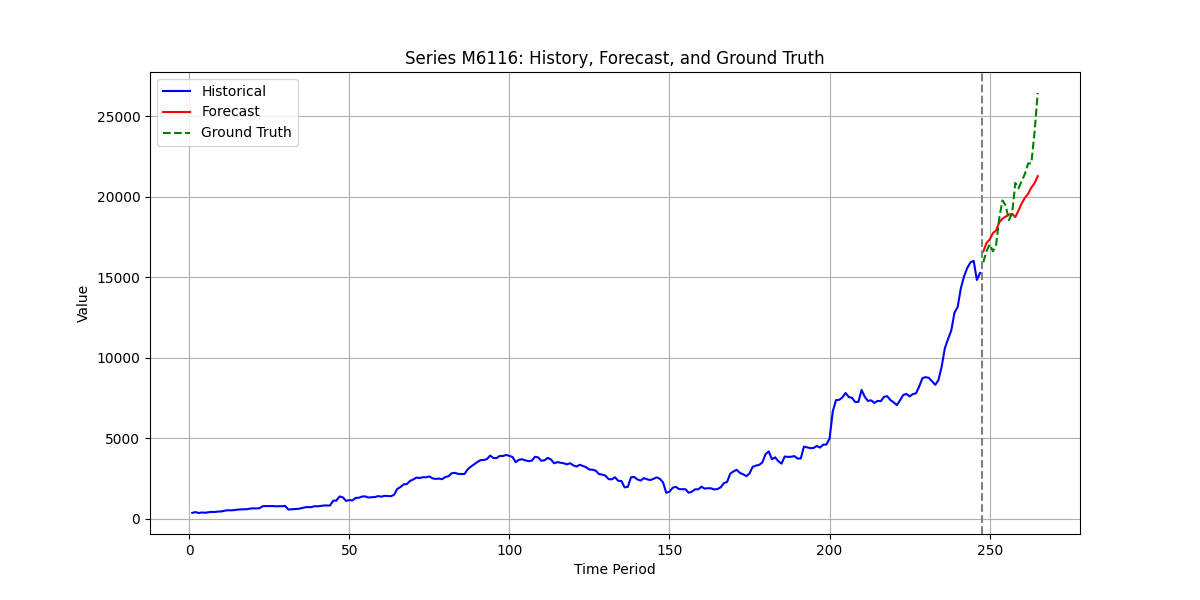 Series M6116: History, Forecast, and Ground Truth
Historical
Forecast
Ground Truth
25000
20000
15000
10000
5000
0
Value
0 50 100 150 200 250
Time Period